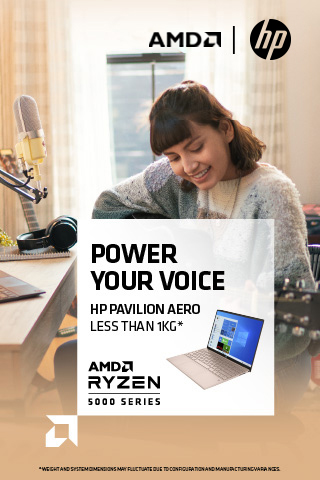 AMD hp
POWER
YOUR VOICE
HP PAVILION AERO
LESS THAN 1KG*
AMD
RYZEN
5000 SERIES
*WEIGHT AND SYSTEM DIMENSIONS MAY FLUCTUATE DUE TO CONFIGURATION AND MANUFACTURING VARIANCES.